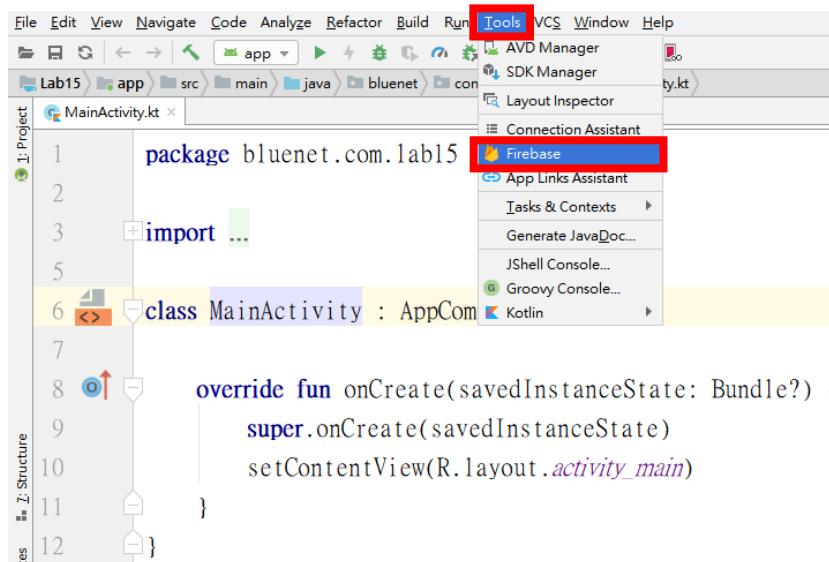 File Edit View Navigate Code Analyze Refactor Build Run Tools VCS Window Help
app
AVD Manager
SDK Manager
Layout Inspector
Connection Assistant
Firebase
App Links Assistant
Tasks & Contexts
Generate JavaDoc...
JShell Console...
Groovy Console...
Kotlin
Lab15 app src main java bluenet con ty.kt
MainActivity.kt
1: Project
7: Structure
1 package bluenet.com.lab15
2
3 import ...
5
6 class MainActivity : AppCom
7
8 override fun onCreate(savedInstanceState: Bundle?)
9 super.onCreate(savedInstanceState)
10 setContentView(R.layout.activity_main)
11 }
12 }